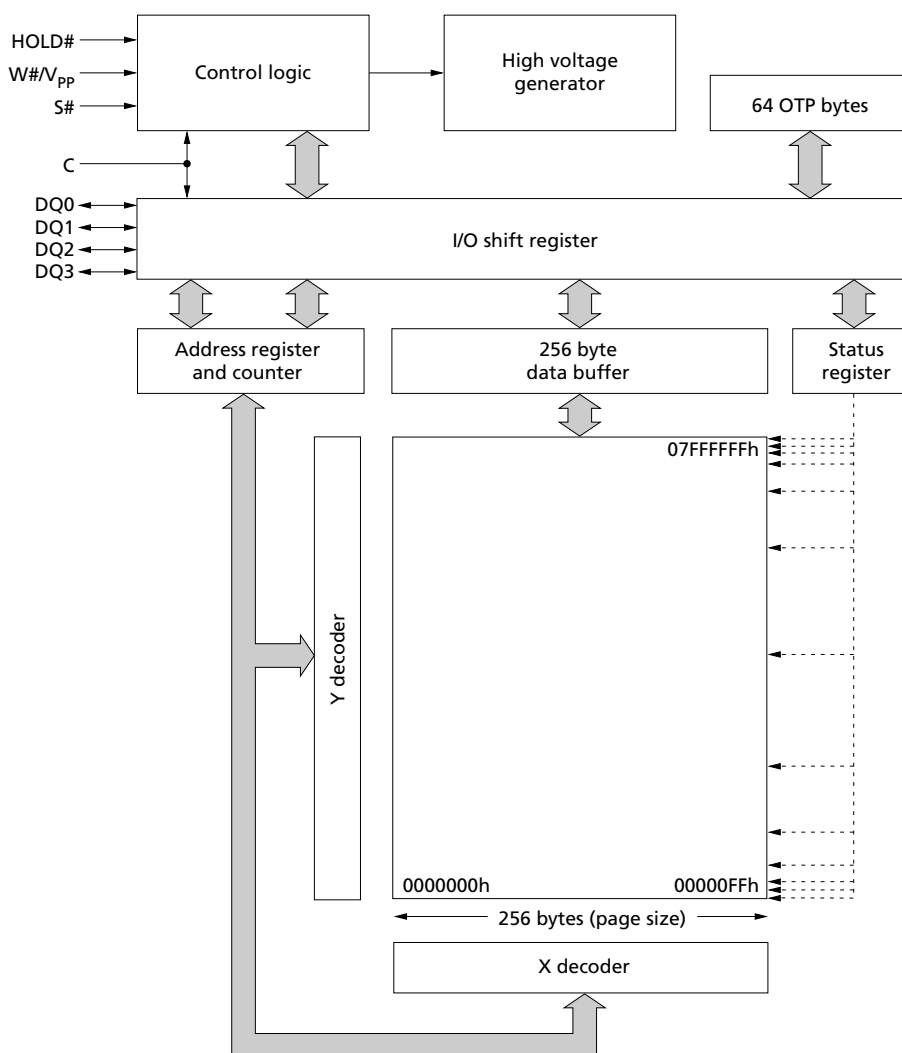 HOLD#
W#/VPP
S#
C
Control logic
High voltage
generator
64 OTP bytes
DQ0
DQ1
DQ2
DQ3
I/O shift register
Address register
and counter
256 byte
data buffer
Status
register
Y decoder
07FFFFFFh
0000000h
00000FFh
256 bytes (page size)
X decoder